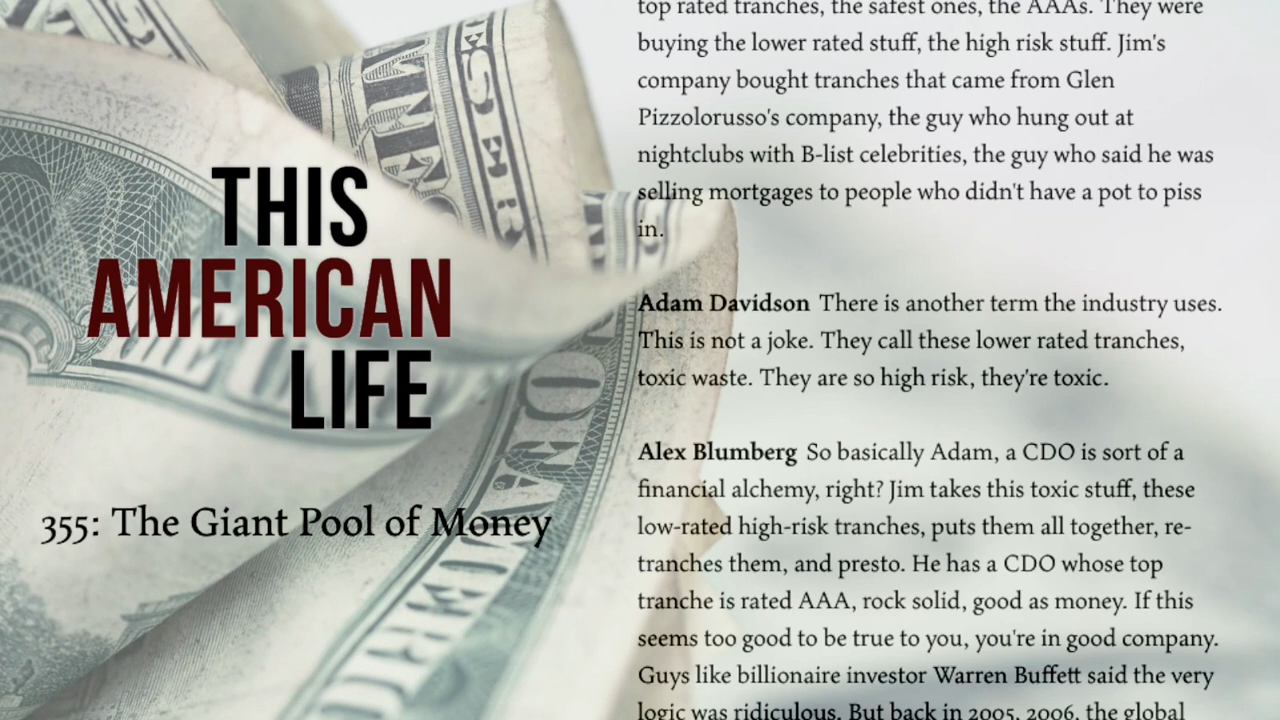 THIS
AMERICAN
LIFE
355: The Giant Pool of Money
top rated tranches, the safest ones, the AAAs. They were
buying the lower rated stuff, the high risk stuff. Jim's
company bought tranches that came from Glen
Pizzolorusso's company, the guy who hung out at
nightclubs with B-list celebrities, the guy who said he was
selling mortgages to people who didn't have a pot to piss
in.
Adam Davidson There is another term the industry uses.
This is not a joke. They call these lower rated tranches,
toxic waste. They are so high risk, they're toxic.
Alex Blumberg So basically Adam, a CDO is sort of a
financial alchemy, right? Jim takes this toxic stuff, these
low-rated high-risk tranches, puts them all together, re-
tranches them, and presto. He has a CDO whose top
tranche is rated AAA, rock solid, good as money. If this
seems too good to be true to you, you're in good company.
Guys like billionaire investor Warren Buffett said the very
logic was ridiculous. But back in 2005, 2006, the global